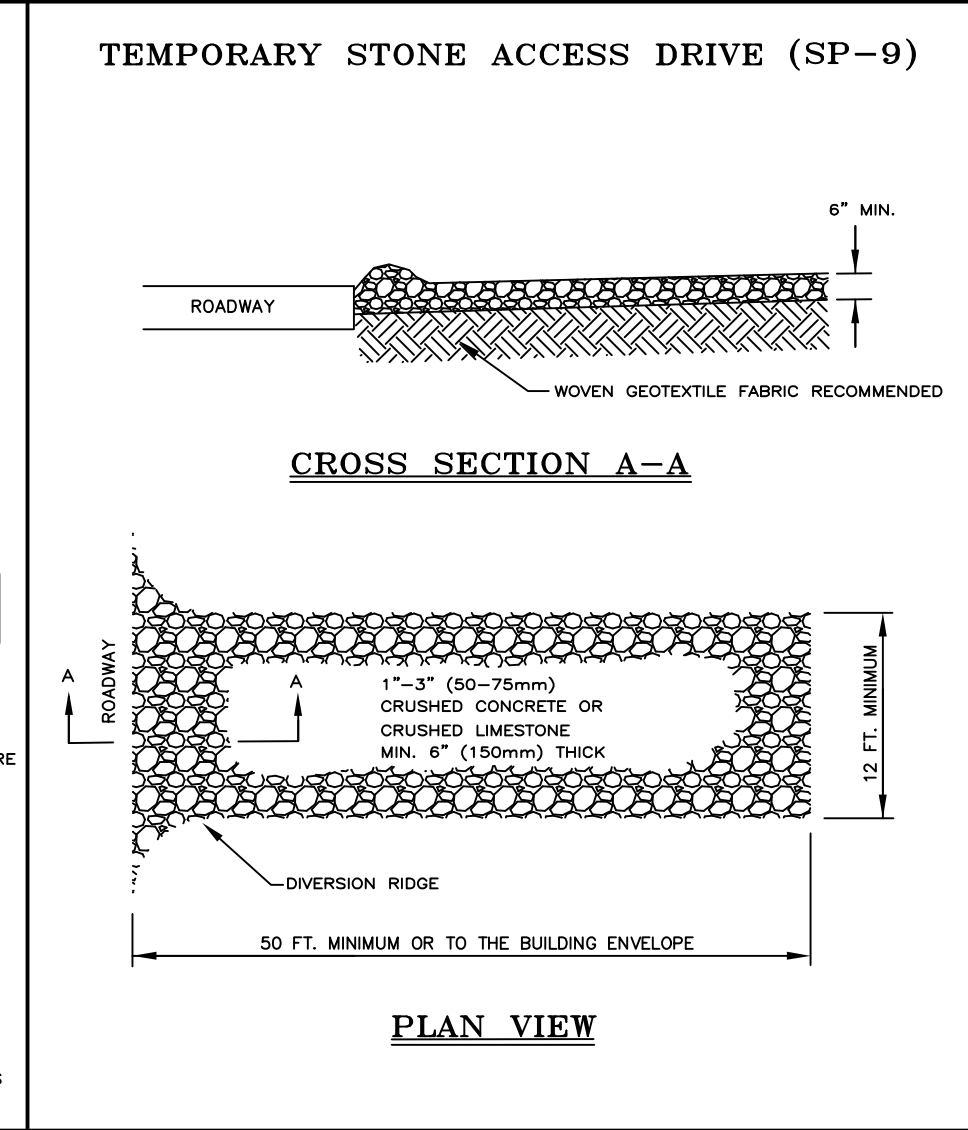 TEMPORARY STONE ACCESS DRIVE (SP-9)
6" MIN.
ROADWAY
WOVEN GEOTEXTILE FABRIC RECOMMENDED
CROSS SECTION A-A
ROADWAY
A
A
1"-3" (50-75mm)
CRUSHED CONCRETE OR
CRUSHED LIMESTONE
MIN. 6" (150mm) THICK
12 FT. MINIMUM
RE
DIVERSION RIDGE
50 FT. MINIMUM OR TO THE BUILDING ENVELOPE
PLAN VIEW
S